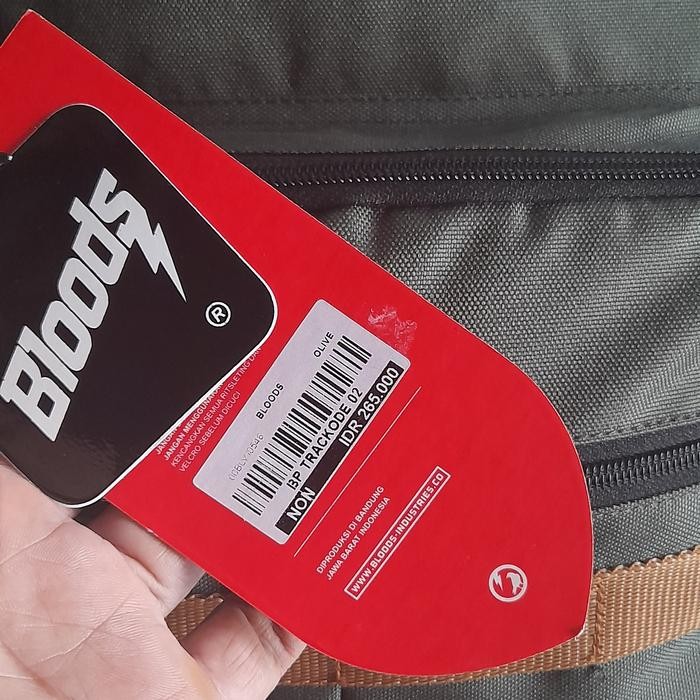 Bloods
®
JANGAN MENGGUNAKAN
KENCANGKAN SEMUA RITSLETING DAN
VELCRO SEBELUM DICUCI
BLOODS OLIVE
BP TRACKODE 02
NON IDR 265.000
DIPRODUKSI DI BANDUNG
JAWA BARAT INDONESIA
WWW.BLOODS-INDUSTRIES.CO